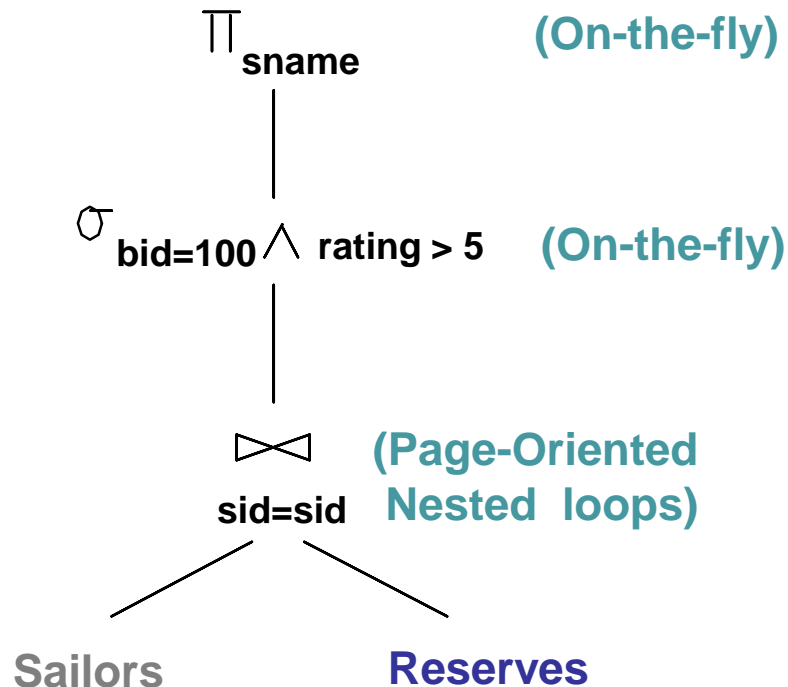 π sname (On-the-fly)
σ bid=100 ∧ rating > 5 (On-the-fly)
⋈ (Page-Oriented
sid=sid Nested loops)
Sailors Reserves